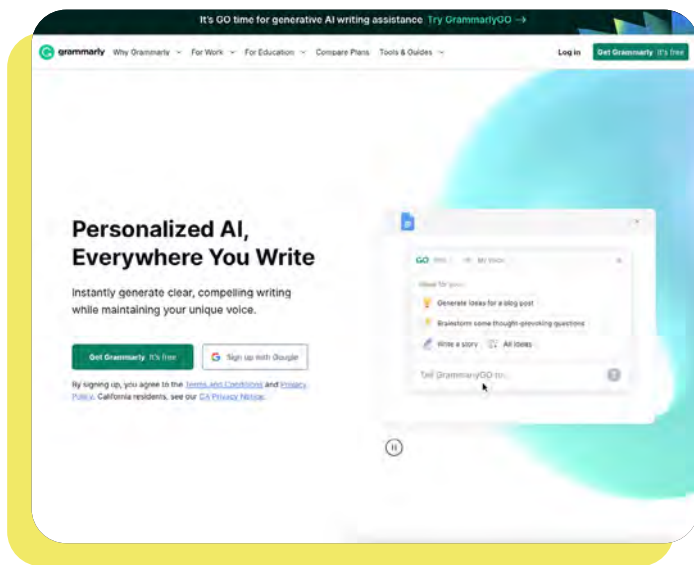 It's GO time for generative AI writing assistance Try GrammarlyGO →
grammarly Why Grammarly For Work For Education Compare Plans Tools & Guides Log in Get Grammarly It's free
Personalized AI,
Everywhere You Write
Instantly generate clear, compelling writing
while maintaining your unique voice.
Get Grammarly It's free
Sign up with Google
By signing up, you agree to the Terms and Conditions and Privacy
Policy. California residents, see our CA Privacy Notice.
GO My voice
Ideas for you
Generate ideas for a blog post
Brainstorm some thought-provoking questions
Write a story All ideas
Tell GrammarlyGO to...